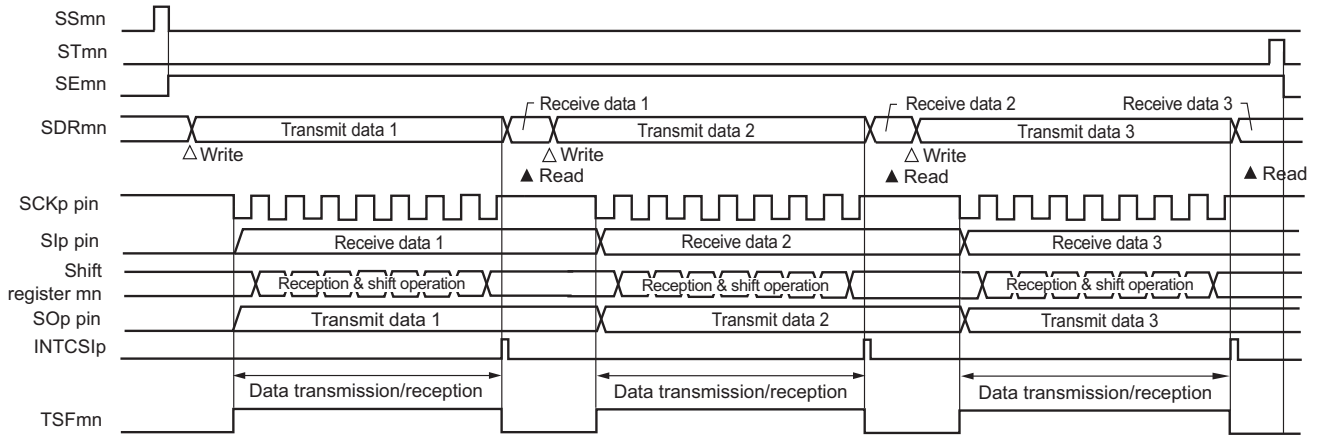 SSmn
STmn
SEmn
Receive data 1 Receive data 2 Receive data 3
SDRmn Transmit data 1 Transmit data 2 Transmit data 3
△ Write △ Write △ Write
▲ Read ▲ Read ▲ Read
SCKp pin
SIp pin Receive data 1 Receive data 2 Receive data 3
Shift
register mn Reception & shift operation Reception & shift operation Reception & shift operation
SOp pin Transmit data 1 Transmit data 2 Transmit data 3
INTCSIp
Data transmission/reception Data transmission/reception Data transmission/reception
TSFmn